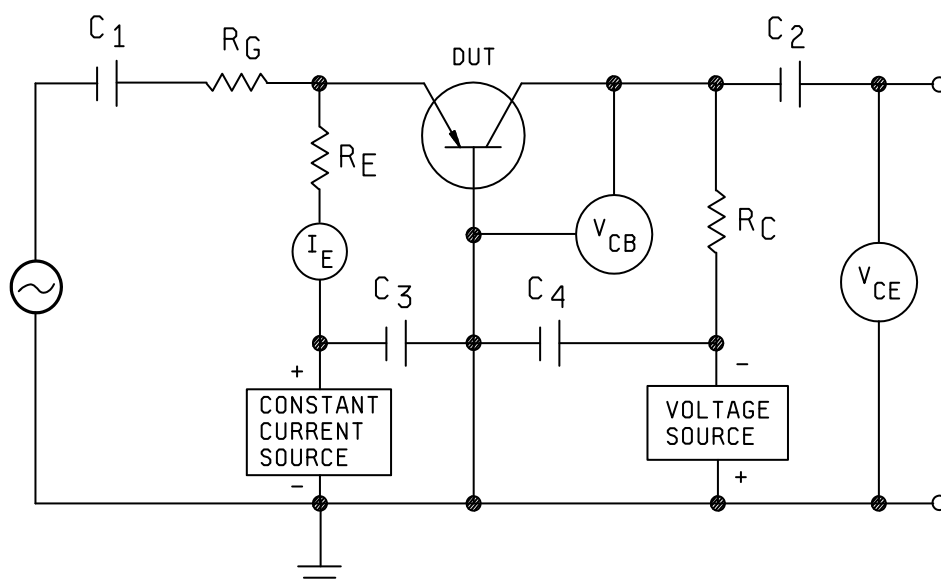 C1
RG
DUT
C2
RE
VCB
RC
IE
VCE
C3
C4
+
-
CONSTANT
CURRENT
SOURCE
VOLTAGE
SOURCE
-
+